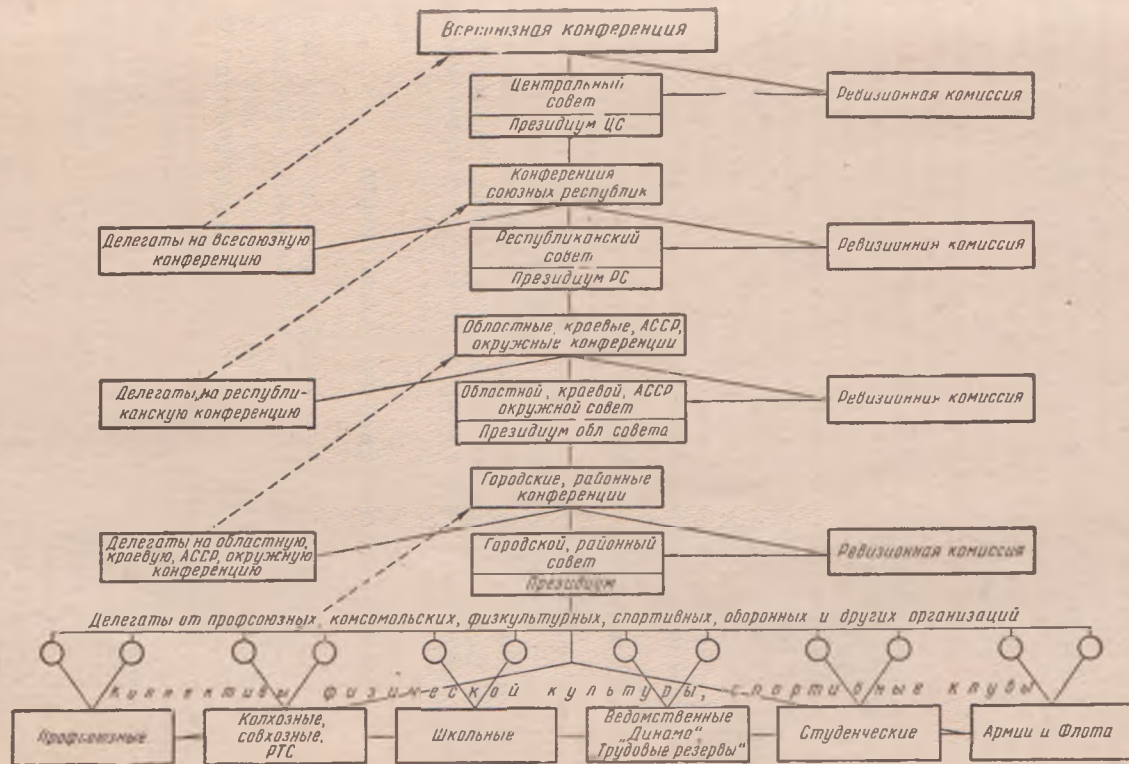 Всесоюзная конференция
Центральный
совет
Президиум ЦС
Ревизионная комиссия
Конференция
союзных республик
Делегаты на всесоюзную
конференцию
Республиканский
совет
Президиум РС
Ревизионная комиссия
Областные, краевые, АССР,
окружные конференции
Делегаты на республи-
канскую конференцию
Областной, краевой, АССР
окружной совет
Президиум обл совета
Ревизионная комиссия
Городские, районные
конференции
Делегаты на областную,
краевую, АССР, окружную
конференцию
Городской, районный
совет
Президиум
Ревизионная комиссия
Делегаты от профсоюзных, комсомольских, физкультурных, спортивных, оборонных и других организаций
Коллективы физической культуры, спортивные клубы
Профсоюзные
Колхозные,
совхозные,
РТС
Школьные
Ведомственные
„Динамо“
Трудовые резервы“
Студенческие
Армии и Флота